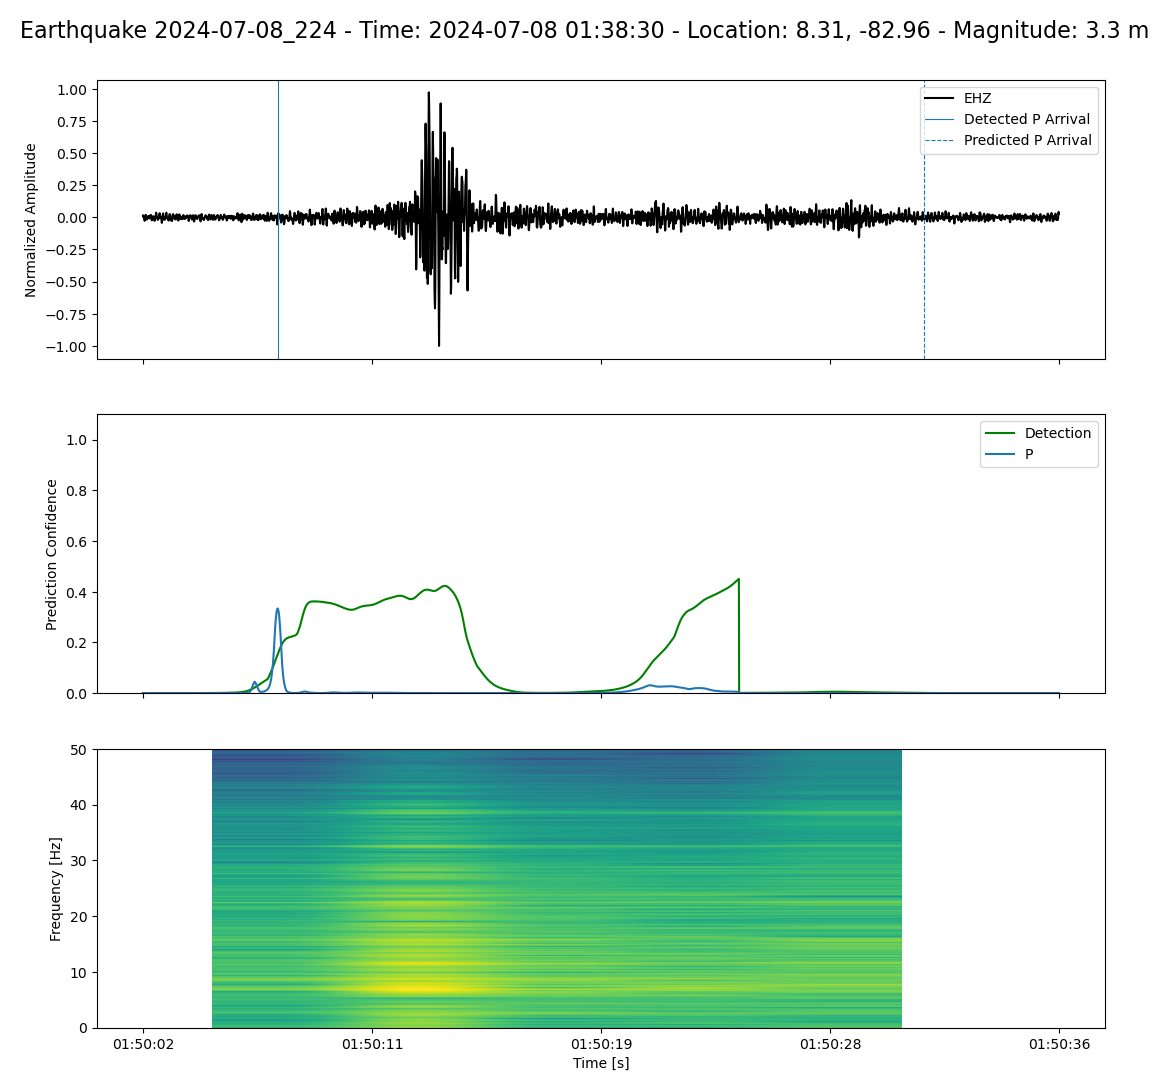 Earthquake 2024-07-08_224 - Time: 2024-07-08 01:38:30 - Location: 8.31, -82.96 - Magnitude: 3.3 m
1.00
0.75
0.50
0.25
0.00
−0.25
−0.50
−0.75
−1.00
Normalized Amplitude
EHZ
Detected P Arrival
Predicted P Arrival
1.0
0.8
0.6
0.4
0.2
0.0
Prediction Confidence
Detection
P
50
40
30
20
10
0
Frequency [Hz]
01:50:02
01:50:11
01:50:19
01:50:28
01:50:36
Time [s]